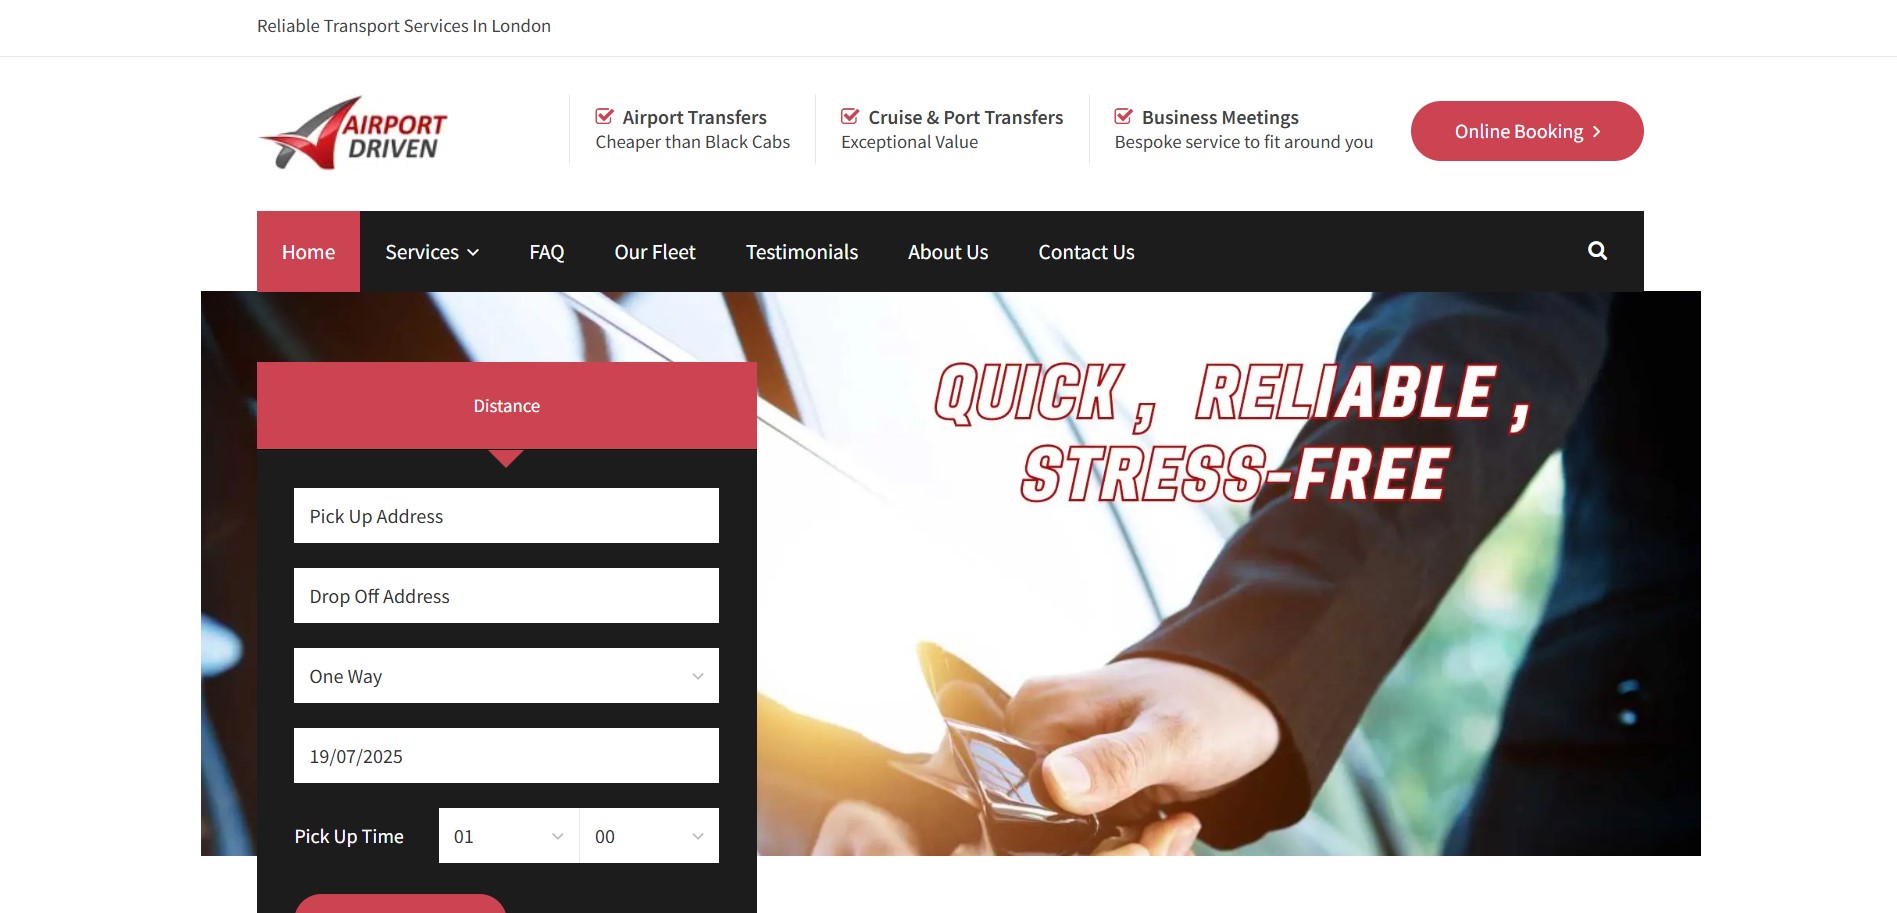 Reliable Transport Services In London
AIRPORT
DRIVEN
Airport Transfers
Cheaper than Black Cabs
Cruise & Port Transfers
Exceptional Value
Business Meetings
Bespoke service to fit around you
Online Booking
Home Services FAQ Our Fleet Testimonials About Us Contact Us
Distance
Pick Up Address
Drop Off Address
One Way
19/07/2025
Pick Up Time 01 00
QUICK , RELIABLE ,
STRESS-FREE